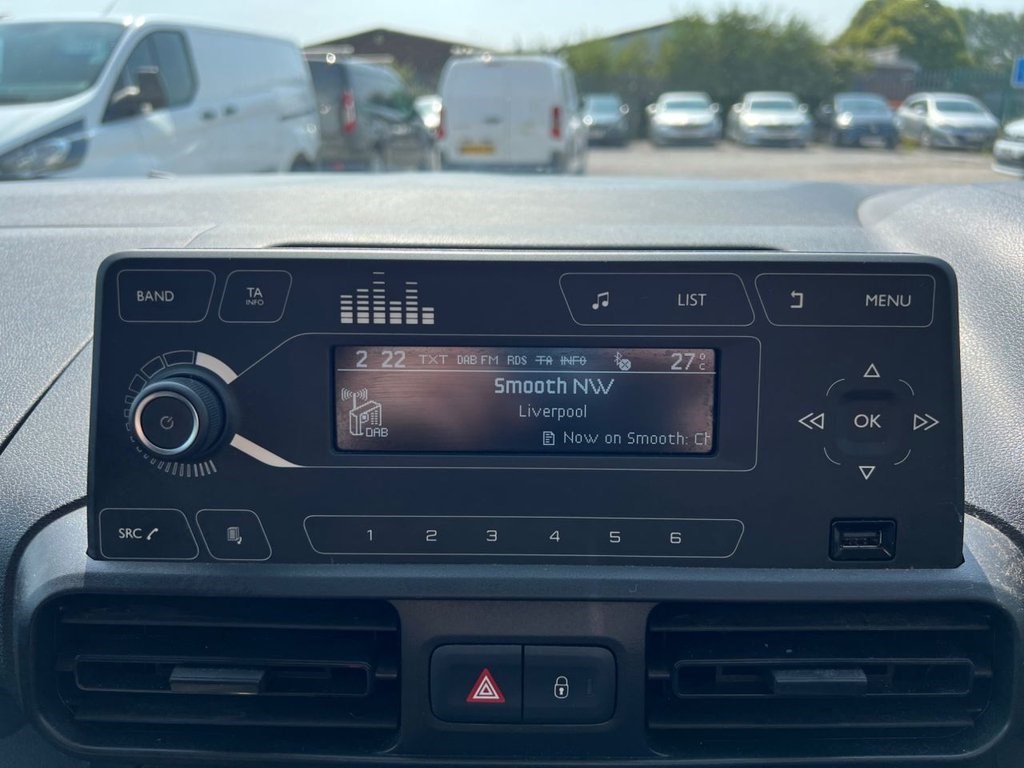 BAND
TA
INFO
LIST
MENU
2 22 TXT DAB FM RDS TA INFO 27°C
Smooth NW
Liverpool
DAB
Now on Smooth: Ch
OK
SRC
1 2 3 4 5 6